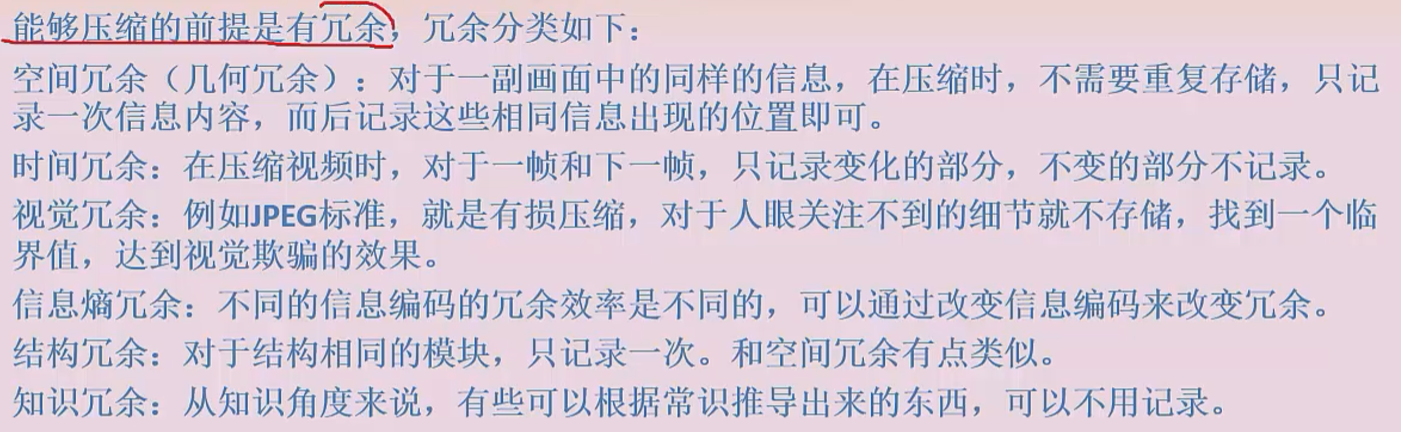 能够压缩的前提是有冗余，冗余分类如下：
空间冗余（几何冗余）：对于一副画面中的同样的信息，在压缩时，不需要重复存储，只记
录一次信息内容，而后记录这些相同信息出现的位置即可。
时间冗余：在压缩视频时，对于一帧和下一帧，只记录变化的部分，不变的部分不记录。
视觉冗余：例如JPEG标准，就是有损压缩，对于人眼关注不到的细节就不存储，找到一个临
界值，达到视觉欺骗的效果。
信息熵冗余：不同的信息编码的冗余效率是不同的，可以通过改变信息编码来改变冗余。
结构冗余：对于结构相同的模块，只记录一次。和空间冗余有点类似。
知识冗余：从知识角度来说，有些可以根据常识推导出来的东西，可以不用记录。